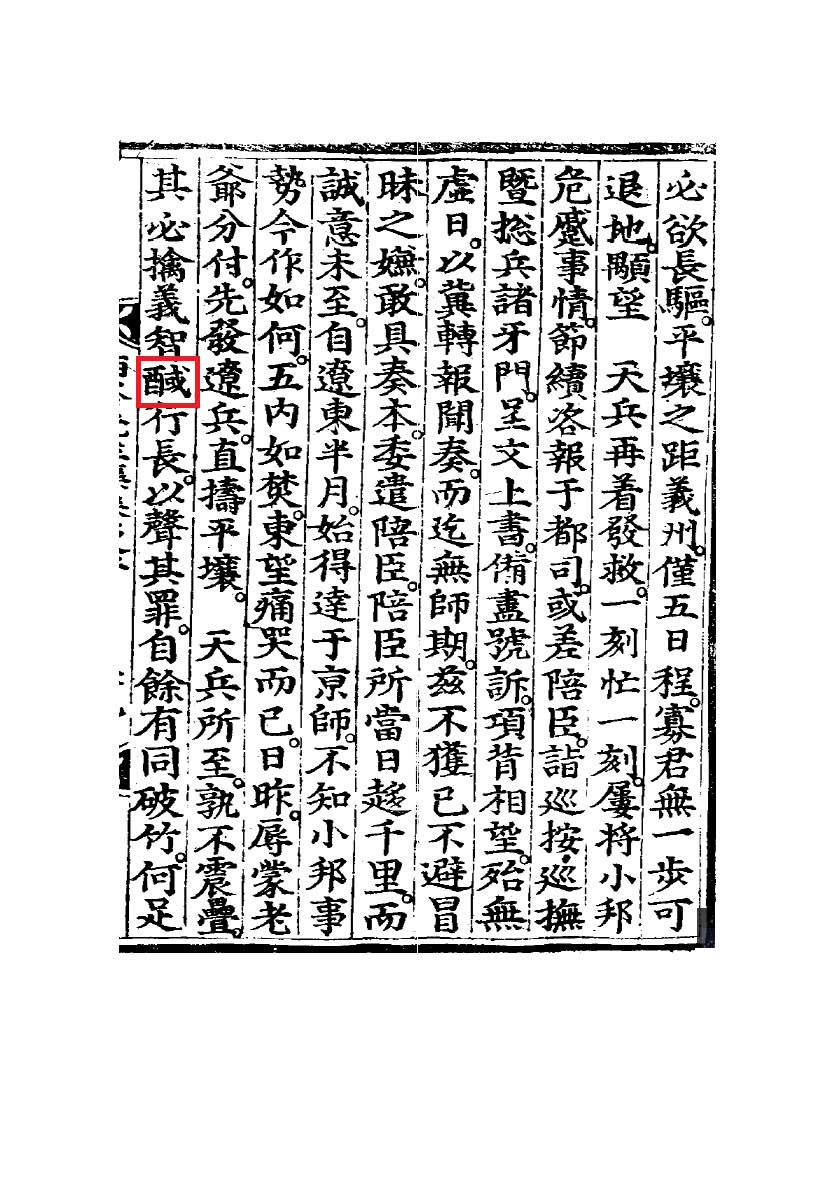 必欲長驅。平壤之距義州。僅五日程。寡君無一步可
退地。顒望　天兵再着發救。一刻忙一刻。屢將小邦
危蹙事情。節續咨報于都司。或差陪臣。詣巡按。巡撫
暨捴兵諸牙門。呈文上書。俻盡號訴。項背相望。殆無
虛日。以冀轉報聞奏。而迄無師期。玆不獲已不避冒
昧之嫌。敢具奏本。委遣陪臣。陪臣所當日趍千里。而
誠意未至。自遼東半月。始得達于京師。不知小邦事
勢今作如何。五内如焚。東望痛哭而已。日昨。辱蒙老
爺分付。先發遼兵。直擣平壤。　天兵所至。孰不震疊。
其必擒義智馘行長。以聲其罪。自餘有同破竹。何足